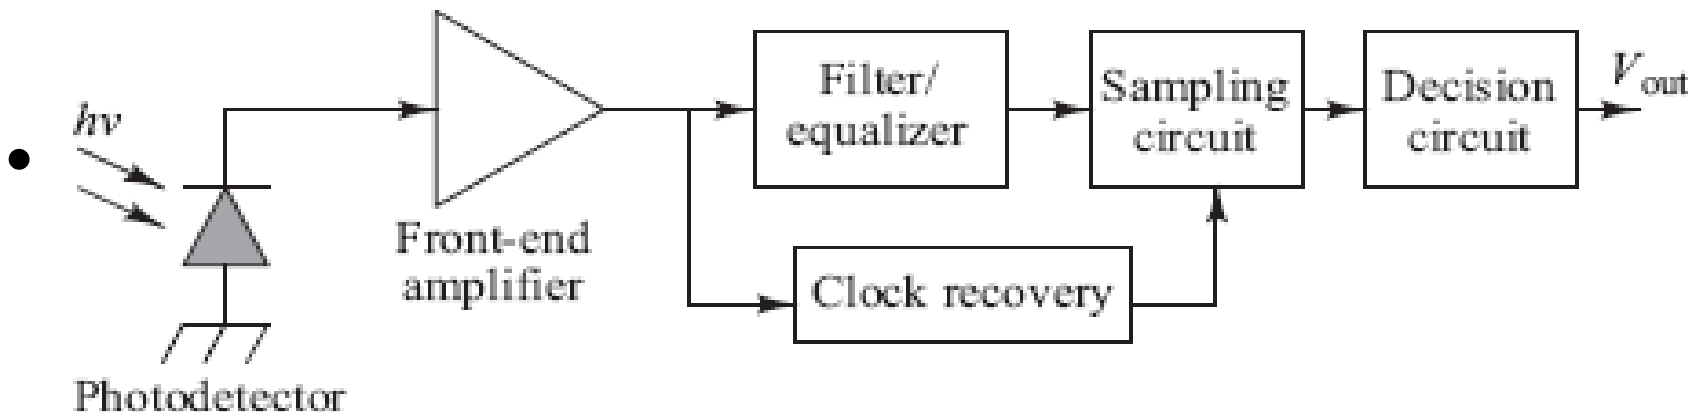 hν
Photodetector
Front-end
amplifier
Filter/
equalizer
Clock recovery
Sampling
circuit
Decision
circuit
Vout